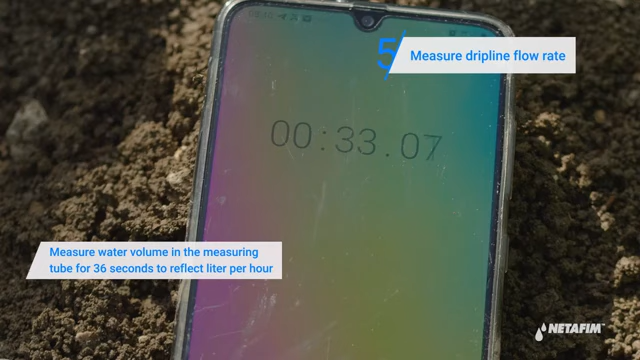 5
Measure dripline flow rate
00:33.07
Measure water volume in the measuring
tube for 36 seconds to reflect liter per hour
NETAFIM™